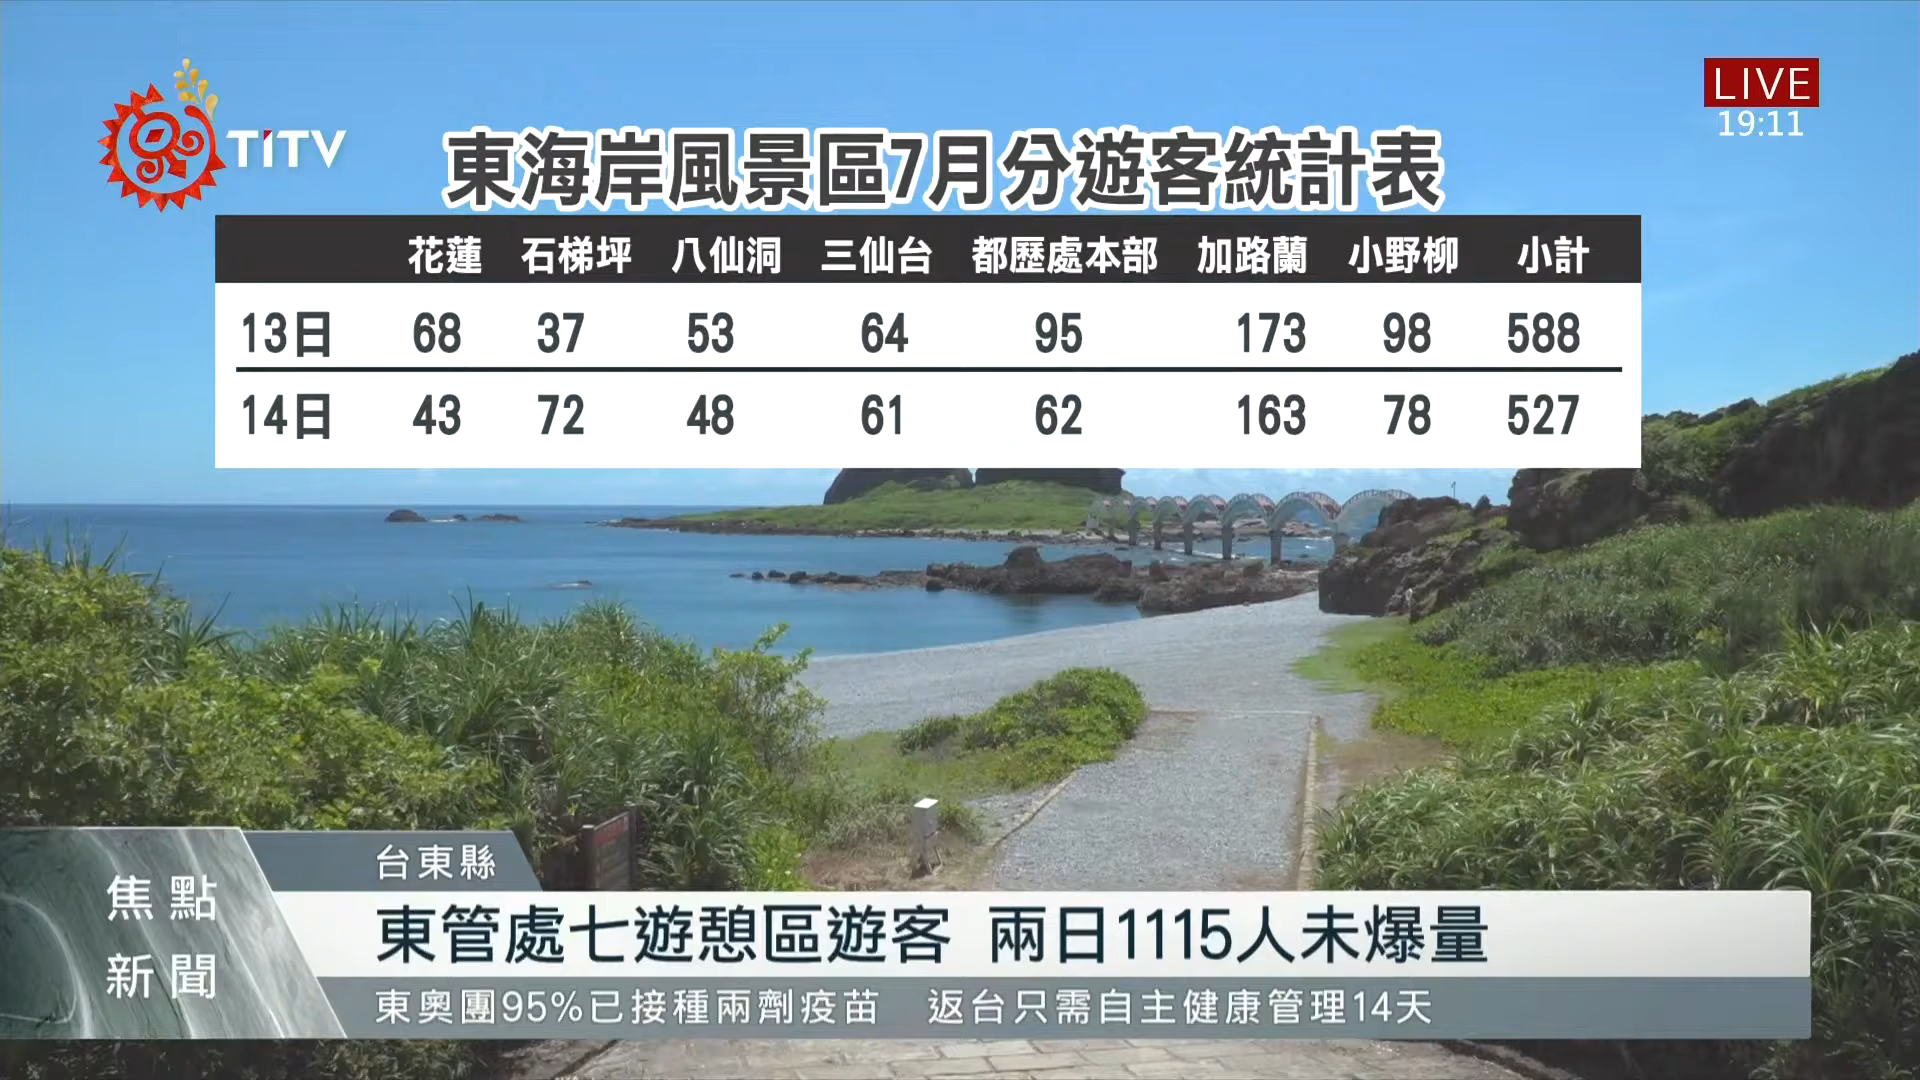 TiTV
LIVE
19:11
東海岸風景區7月分遊客統計表
花蓮 石梯坪 八仙洞 三仙台 都歷處本部 加路蘭 小野柳 小計
13日 68 37 53 64 95 173 98 588
14日 43 72 48 61 62 163 78 527
台東縣
焦點
新聞
東管處七遊憩區遊客 兩日1115人未爆量
東奧團95%已接種兩劑疫苗 返台只需自主健康管理14天